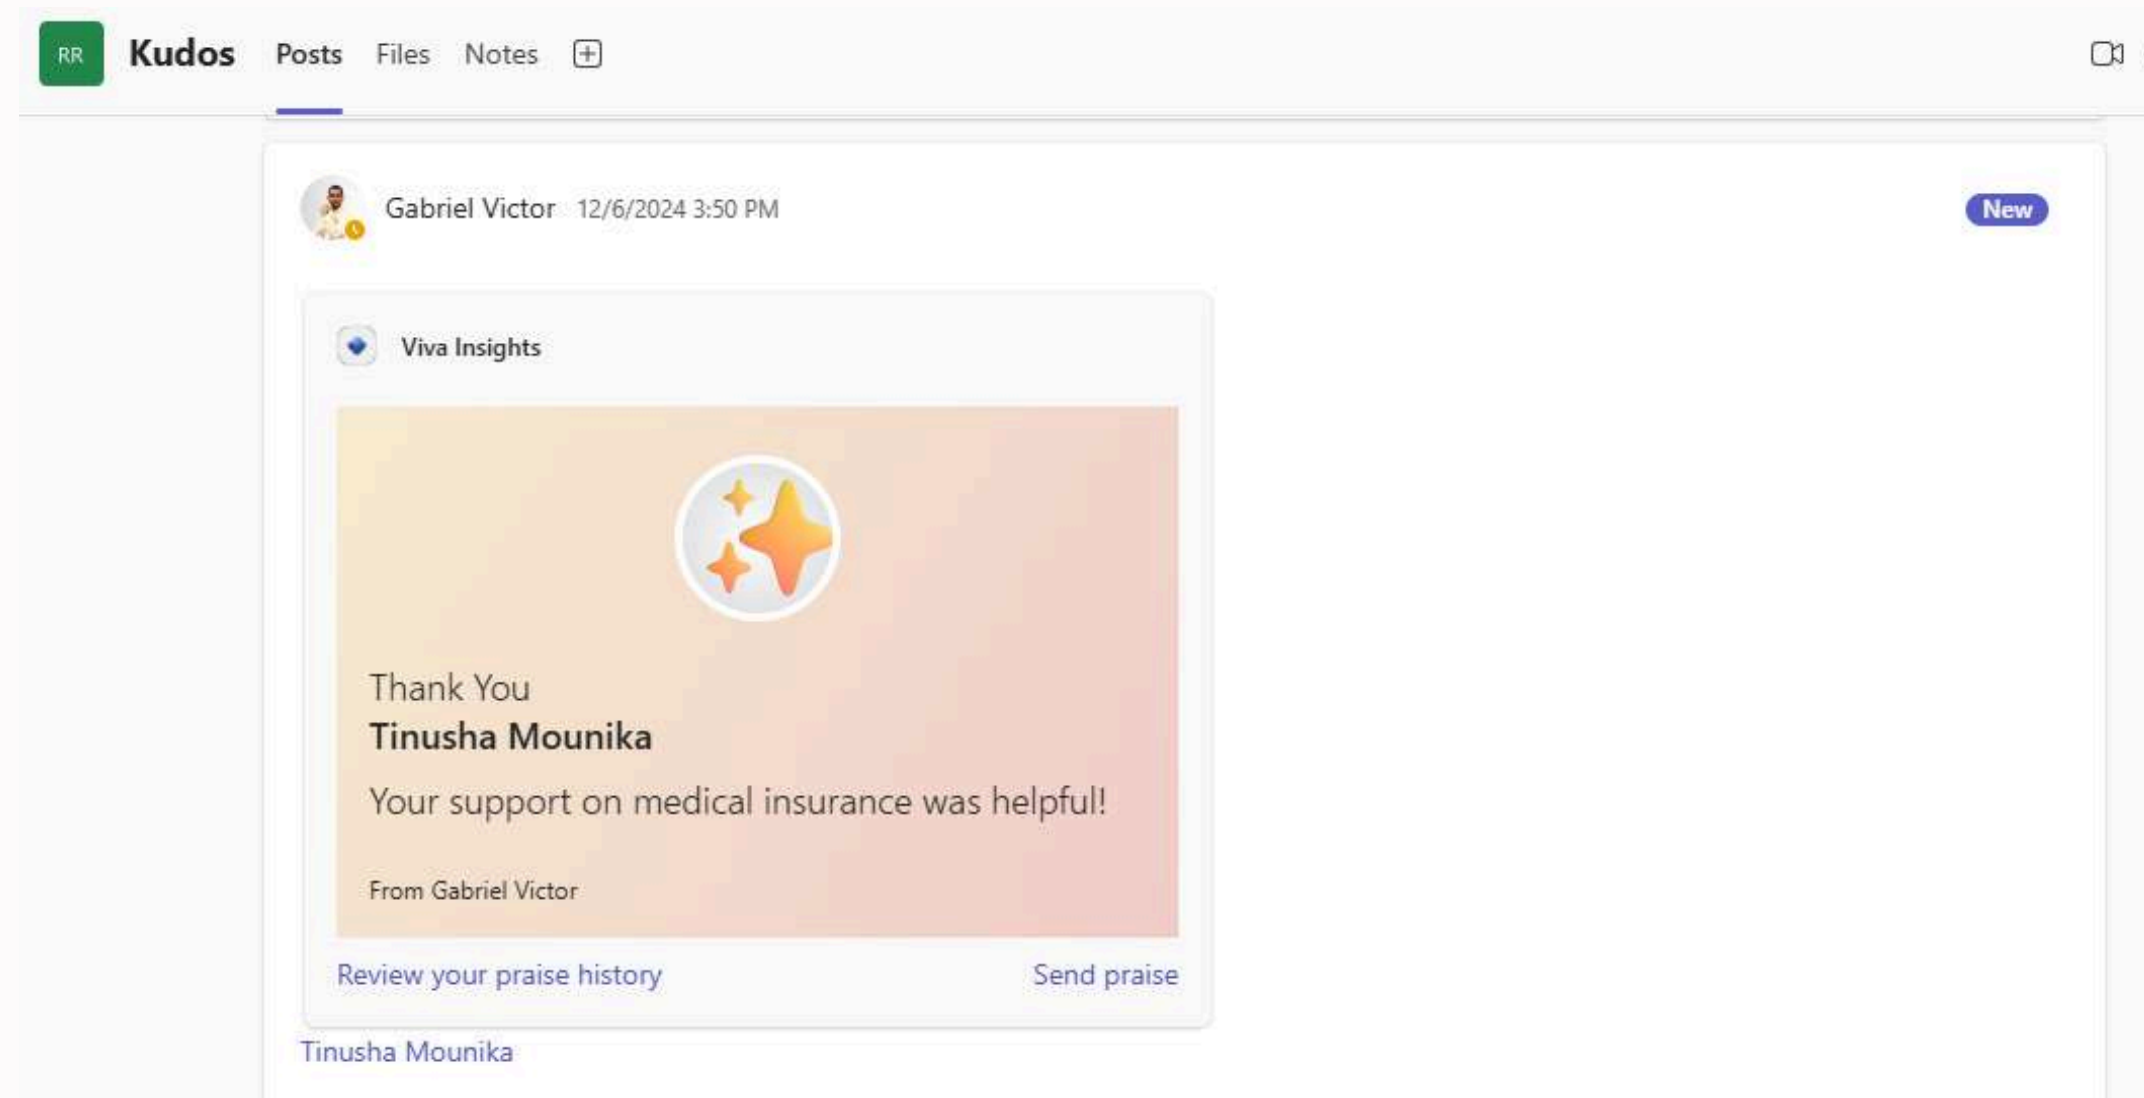 RR Kudos Posts Files Notes
Gabriel Victor 12/6/2024 3:50 PM New
Viva Insights
Thank You
Tinusha Mounika
Your support on medical insurance was helpful!
From Gabriel Victor
Review your praise history Send praise
Tinusha Mounika